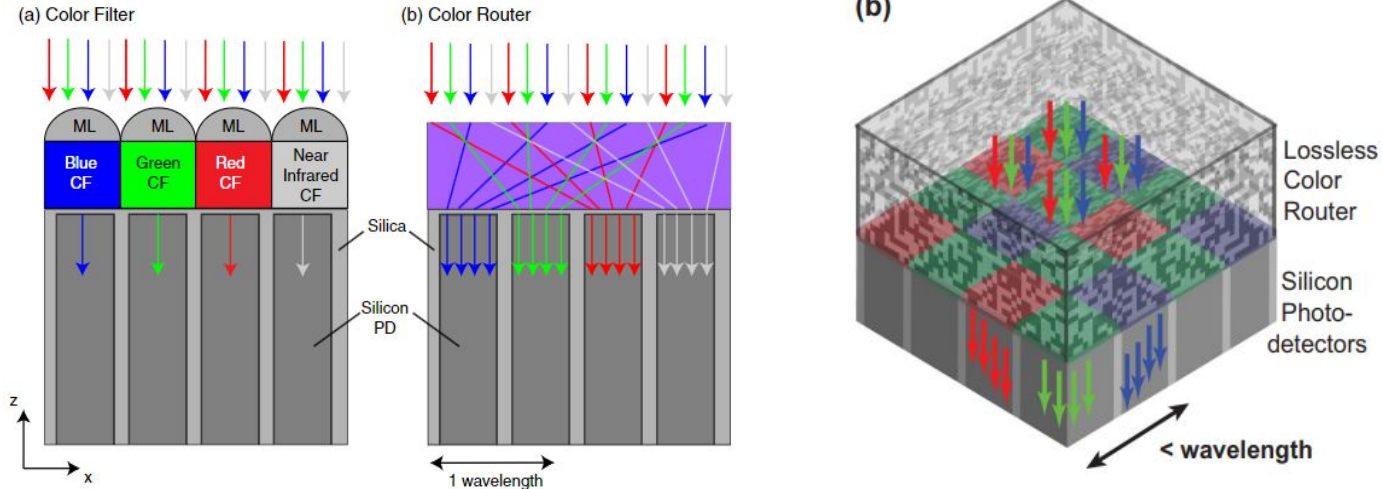 (a) Color Filter
ML
ML
ML
ML
Blue
CF
Green
CF
Red
CF
Near
Infrared
CF
Silica
Silicon
PD
z
x
(b) Color Router
1 wavelength
(b)
Lossless
Color
Router
Silicon
Photo-
detectors
< wavelength